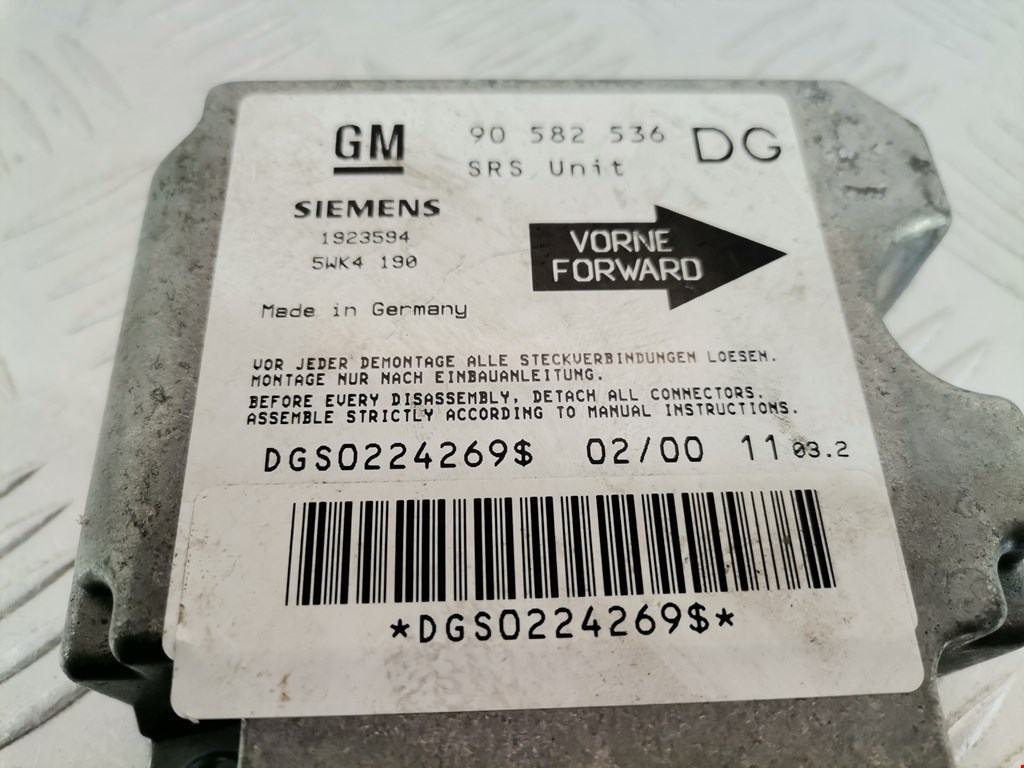 GM
90 582 536 DG
SRS Unit
SIEMENS
1923594
5WK4 190
VORNE
FORWARD
Made in Germany
VOR JEDER DEMONTAGE ALLE STECKVERBINDUNGEN LOESEN.
MONTAGE NUR NACH EINBAUANLEITUNG.
BEFORE EVERY DISASSEMBLY, DETACH ALL CONNECTORS.
ASSEMBLE STRICTLY ACCORDING TO MANUAL INSTRUCTIONS.
DGS0224269$ 02/00 11 03.2
*DGS0224269$*